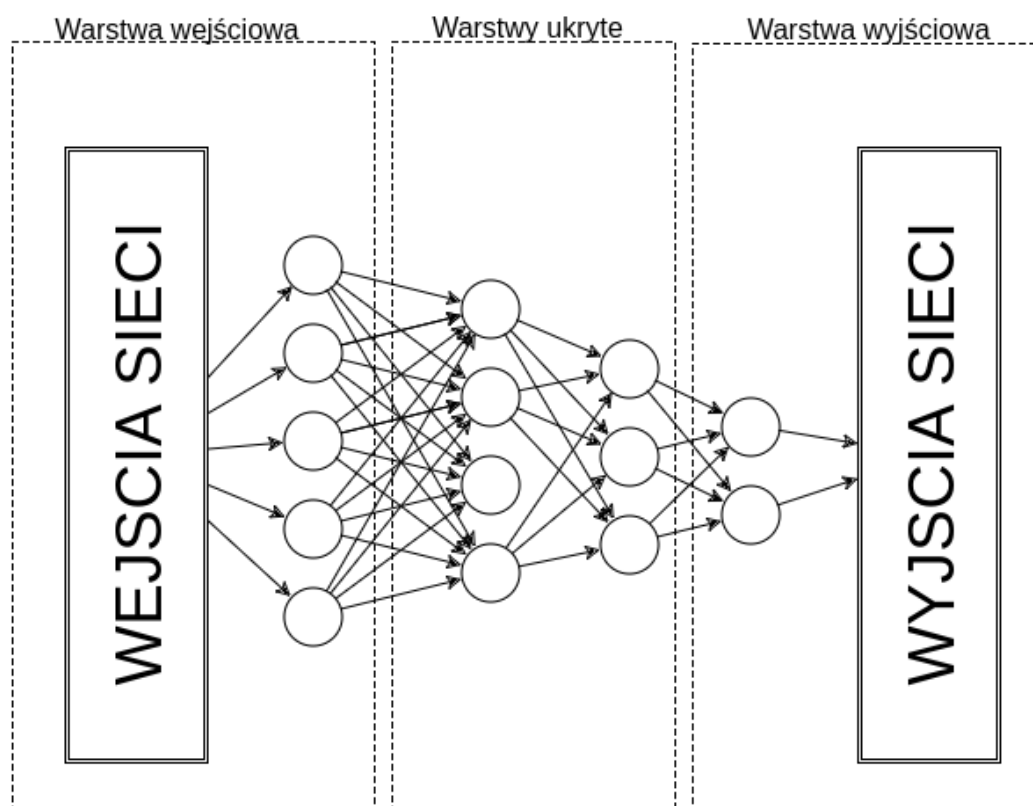 Warstwa wejściowa
Warstwy ukryte
Warstwa wyjściowa
WEJSCIA SIECI
WYJSCIA SIECI